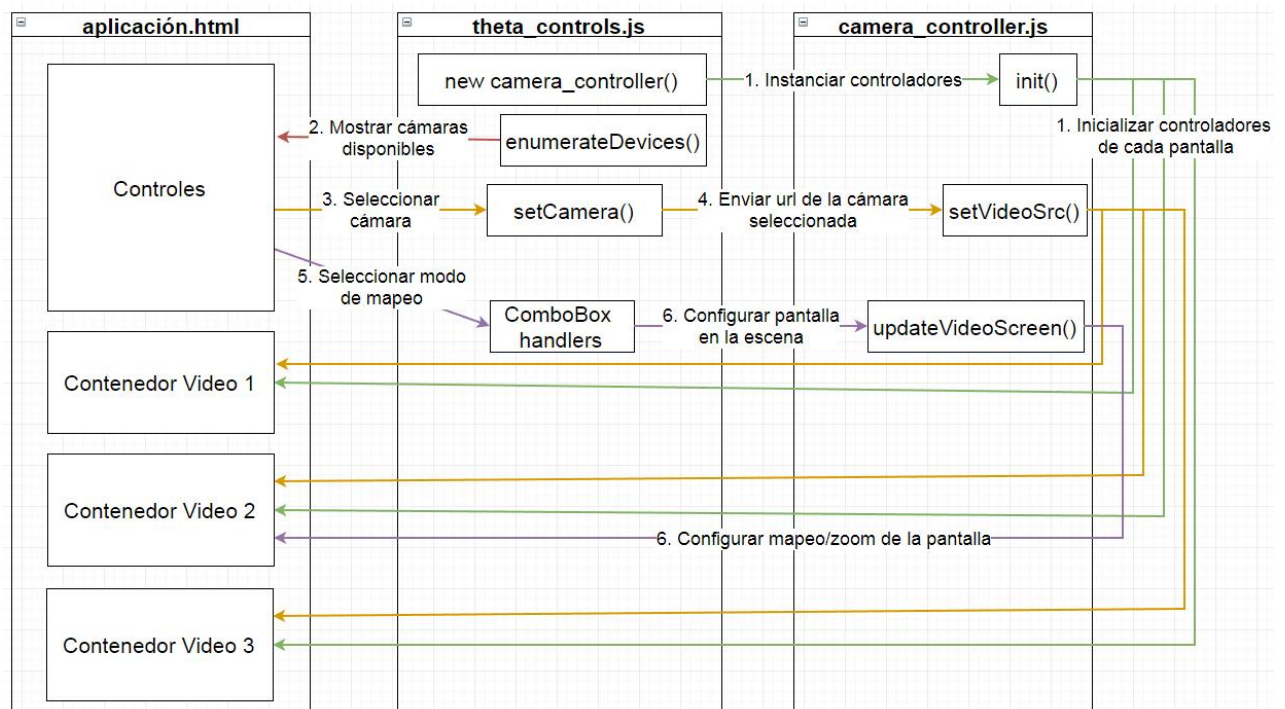 aplicación.html
theta_controls.js
camera_controller.js
new camera_controller()
1. Instanciar controladores
init()
1. Inicializar controladores
de cada pantalla
2. Mostrar cámaras
disponibles
enumerateDevices()
Controles
3. Seleccionar
cámara
setCamera()
4. Enviar url de la cámara
seleccionada
setVideoSrc()
5. Seleccionar modo
de mapeo
ComboBox
handlers
6. Configurar pantalla
en la escena
updateVideoScreen()
Contenedor Video 1
Contenedor Video 2
6. Configurar mapeo/zoom de la pantalla
Contenedor Video 3